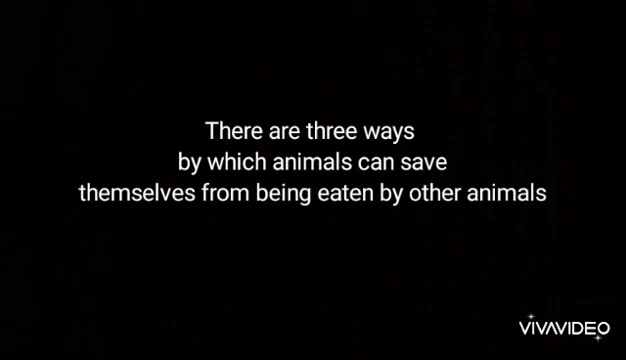 There are three ways
by which animals can save
themselves from being eaten by other animals
VIVAVIDEO